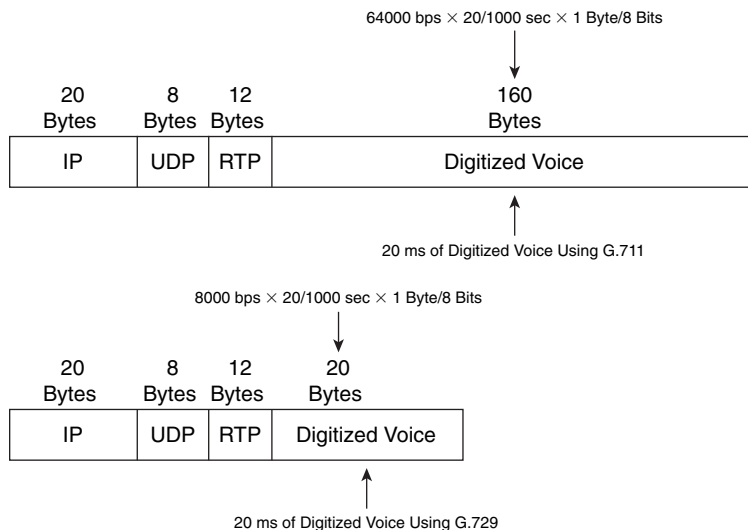 64000 bps × 20/1000 sec × 1 Byte/8 Bits
20 8 12 160
Bytes Bytes Bytes Bytes
IP UDP RTP Digitized Voice
20 ms of Digitized Voice Using G.711
8000 bps × 20/1000 sec × 1 Byte/8 Bits
20 8 12 20
Bytes Bytes Bytes Bytes
IP UDP RTP Digitized Voice
20 ms of Digitized Voice Using G.729